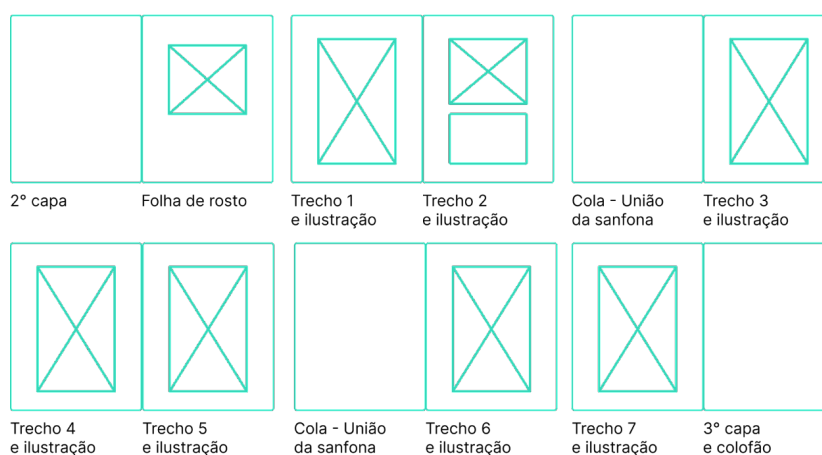 2° capa
Folha de rosto
Trecho 1
e ilustração
Trecho 2
e ilustração
Cola - União
da sanfona
Trecho 3
e ilustração
Trecho 4
e ilustração
Trecho 5
e ilustração
Cola - União
da sanfona
Trecho 6
e ilustração
Trecho 7
e ilustração
3° capa
e colofão